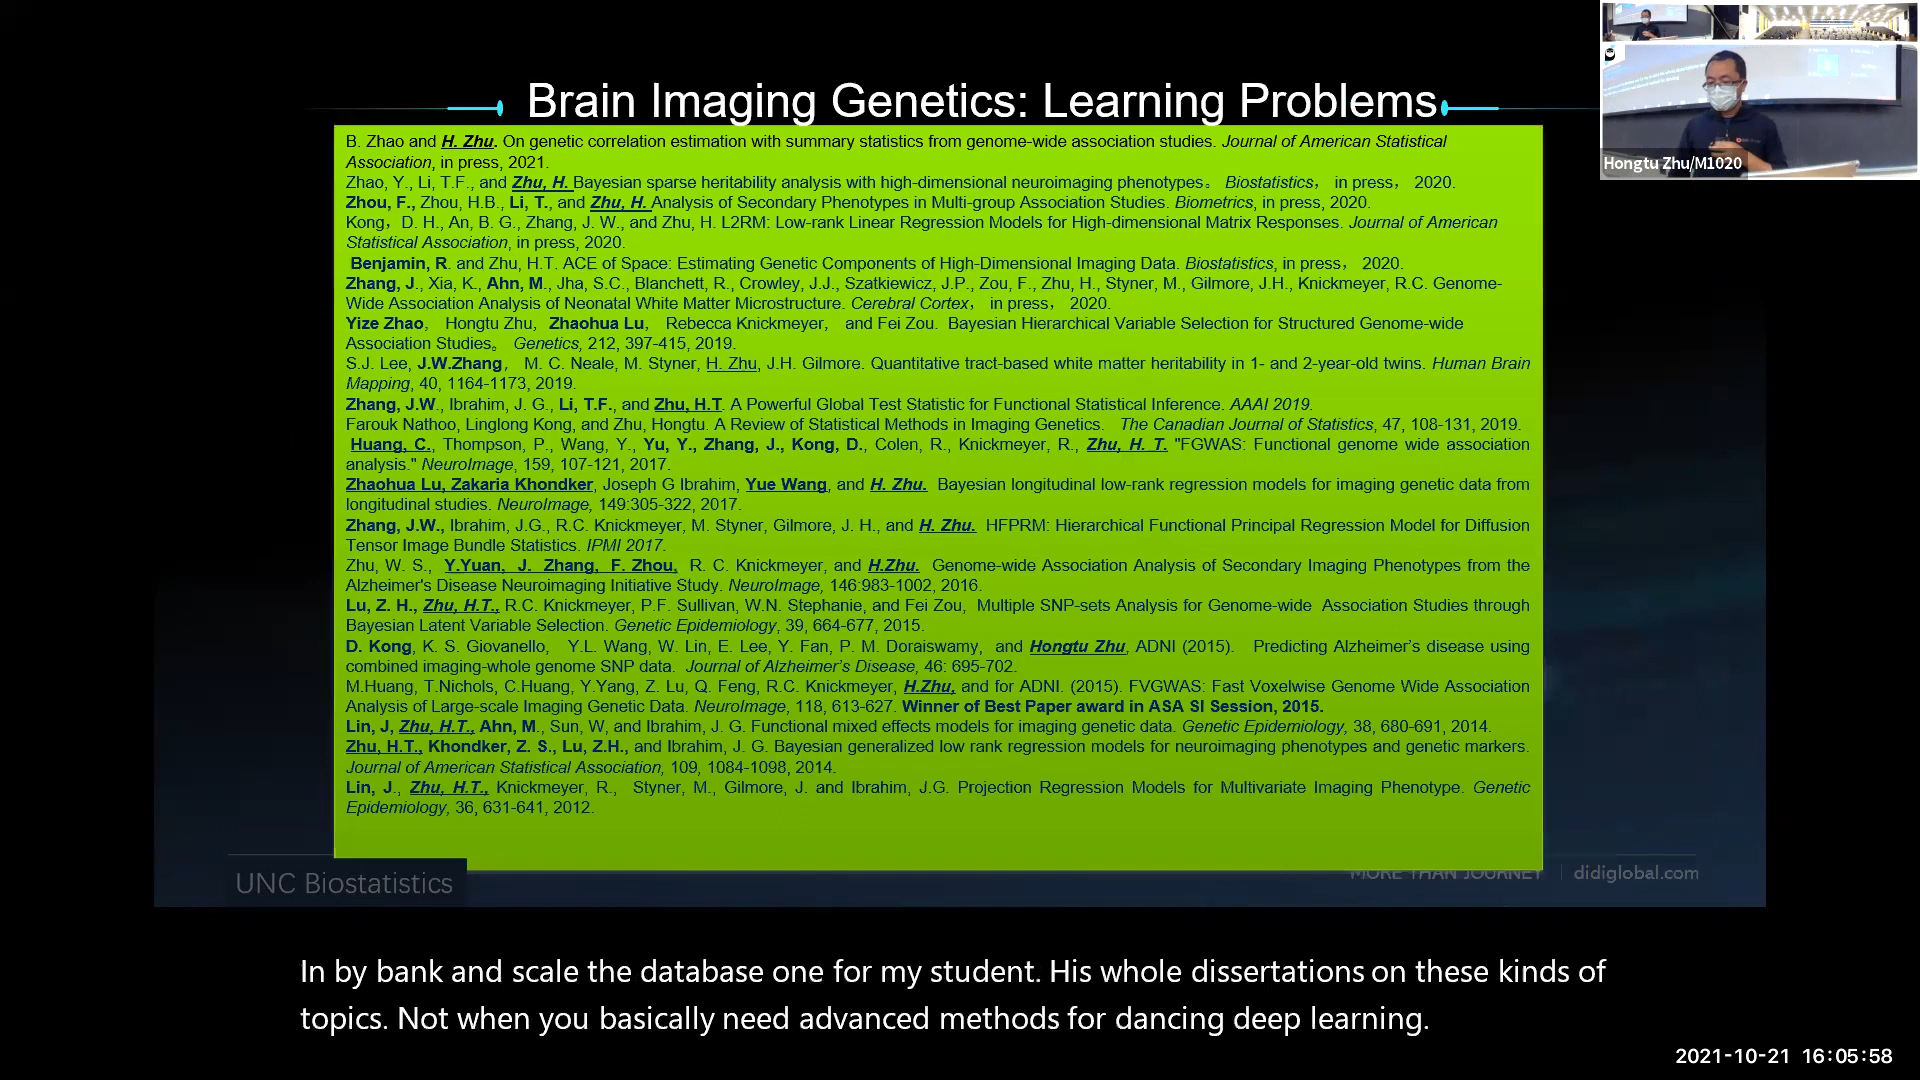 Brain Imaging Genetics: Learning Problems
Hongtu Zhu/M1020
B. Zhao and H. Zhu. On genetic correlation estimation with summary statistics from genome-wide association studies. Journal of American Statistical
Association, in press, 2021.
Zhao, Y., Li, T.F., and Zhu, H. Bayesian sparse heritability analysis with high-dimensional neuroimaging phenotypes。 Biostatistics， in press， 2020.
Zhou, F., Zhou, H.B., Li, T., and Zhu, H. Analysis of Secondary Phenotypes in Multi-group Association Studies. Biometrics, in press, 2020.
Kong，D. H., An, B. G., Zhang, J. W., and Zhu, H. L2RM: Low-rank Linear Regression Models for High-dimensional Matrix Responses. Journal of American
Statistical Association, in press, 2020.
Benjamin, R. and Zhu, H.T. ACE of Space: Estimating Genetic Components of High-Dimensional Imaging Data. Biostatistics, in press， 2020.
Zhang, J., Xia, K., Ahn, M., Jha, S.C., Blanchett, R., Crowley, J.J., Szatkiewicz, J.P., Zou, F., Zhu, H., Styner, M., Gilmore, J.H., Knickmeyer, R.C. Genome-
Wide Association Analysis of Neonatal White Matter Microstructure. Cerebral Cortex， in press， 2020.
Yize Zhao， Hongtu Zhu， Zhaohua Lu， Rebecca Knickmeyer， and Fei Zou. Bayesian Hierarchical Variable Selection for Structured Genome-wide
Association Studies。 Genetics, 212, 397-415, 2019.
S.J. Lee, J.W.Zhang， M. C. Neale, M. Styner, H. Zhu, J.H. Gilmore. Quantitative tract-based white matter heritability in 1- and 2-year-old twins. Human Brain
Mapping, 40, 1164-1173, 2019.
Zhang, J.W., Ibrahim, J. G., Li, T.F., and Zhu, H.T. A Powerful Global Test Statistic for Functional Statistical Inference. AAAI 2019.
Farouk Nathoo, Linglong Kong, and Zhu, Hongtu. A Review of Statistical Methods in Imaging Genetics. The Canadian Journal of Statistics, 47, 108-131, 2019.
Huang, C., Thompson, P., Wang, Y., Yu, Y., Zhang, J., Kong, D., Colen, R., Knickmeyer, R., Zhu, H. T. "FGWAS: Functional genome wide association
analysis." NeuroImage, 159, 107-121, 2017.
Zhaohua Lu, Zakaria Khondker, Joseph G Ibrahim, Yue Wang, and H. Zhu. Bayesian longitudinal low-rank regression models for imaging genetic data from
longitudinal studies. NeuroImage, 149:305-322, 2017.
Zhang, J.W., Ibrahim, J.G., R.C. Knickmeyer, M. Styner, Gilmore, J. H., and H. Zhu. HFPRM: Hierarchical Functional Principal Regression Model for Diffusion
Tensor Image Bundle Statistics. IPMI 2017.
Zhu, W. S., Y.Yuan, J. Zhang, F. Zhou, R. C. Knickmeyer, and H.Zhu. Genome-wide Association Analysis of Secondary Imaging Phenotypes from the
Alzheimer's Disease Neuroimaging Initiative Study. NeuroImage, 146:983-1002, 2016.
Lu, Z. H., Zhu, H.T., R.C. Knickmeyer, P.F. Sullivan, W.N. Stephanie, and Fei Zou, Multiple SNP-sets Analysis for Genome-wide Association Studies through
Bayesian Latent Variable Selection. Genetic Epidemiology, 39, 664-677, 2015.
D. Kong, K. S. Giovanello, Y.L. Wang, W. Lin, E. Lee, Y. Fan, P. M. Doraiswamy, and Hongtu Zhu, ADNI (2015). Predicting Alzheimer’s disease using
combined imaging-whole genome SNP data. Journal of Alzheimer’s Disease, 46: 695-702.
M.Huang, T.Nichols, C.Huang, Y.Yang, Z. Lu, Q. Feng, R.C. Knickmeyer, H.Zhu, and for ADNI. (2015). FVGWAS: Fast Voxelwise Genome Wide Association
Analysis of Large-scale Imaging Genetic Data. NeuroImage, 118, 613-627. Winner of Best Paper award in ASA SI Session, 2015.
Lin, J, Zhu, H.T., Ahn, M., Sun, W, and Ibrahim, J. G. Functional mixed effects models for imaging genetic data. Genetic Epidemiology, 38, 680-691, 2014.
Zhu, H.T., Khondker, Z. S., Lu, Z.H., and Ibrahim, J. G. Bayesian generalized low rank regression models for neuroimaging phenotypes and genetic markers.
Journal of American Statistical Association, 109, 1084-1098, 2014.
Lin, J., Zhu, H.T., Knickmeyer, R., Styner, M., Gilmore, J. and Ibrahim, J.G. Projection Regression Models for Multivariate Imaging Phenotype. Genetic
Epidemiology, 36, 631-641, 2012.
UNC Biostatistics
MORE THAN JOURNEY | didiglobal.com
In by bank and scale the database one for my student. His whole dissertations on these kinds of
topics. Not when you basically need advanced methods for dancing deep learning.
2021-10-21 16:05:58